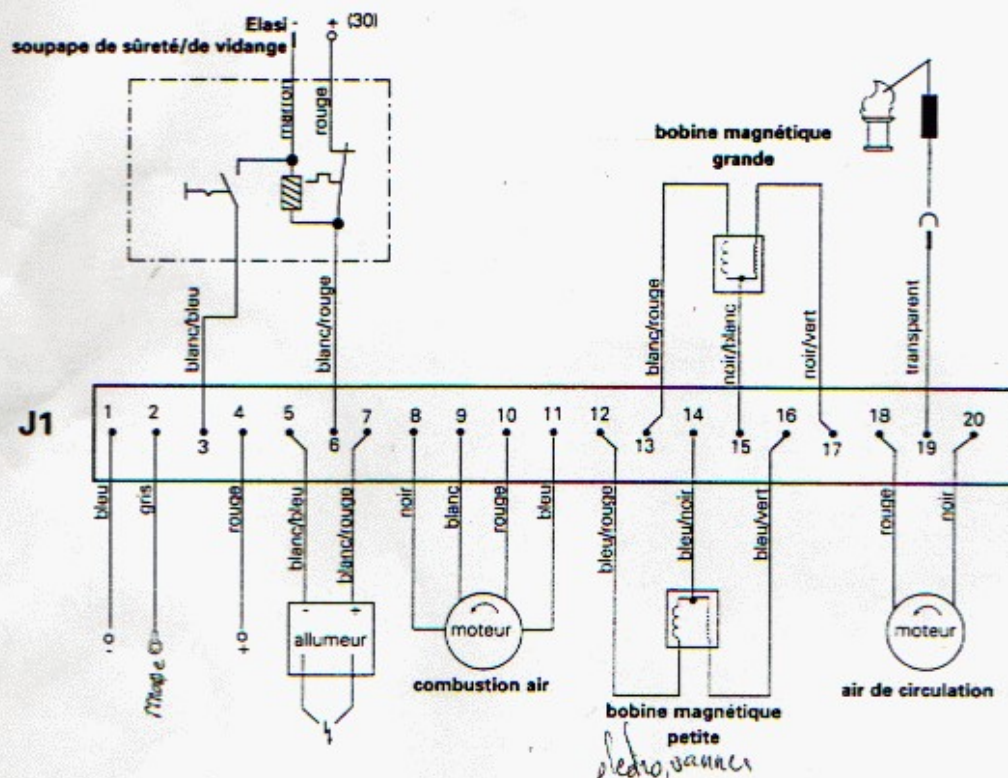 Elasi - + (30)
soupape de sûreté/de vidange
marron
rouge
bobine magnétique
grande
blanc/bleu
blanc/rouge
blanc/rouge
noir/blanc
noir/vert
transparent
J1
1 2 4 5 7 8 9 10 11 12 14 16 18 20
3 6 13 15 17 19
bleu
gris
rouge
blanc/bleu
blanc/rouge
noir
blanc
rouge
bleu
bleu/rouge
bleu/noir
bleu/vert
rouge
noir
- +
allumeur
moteur
moteur
-
+
combustion air
air de circulation
bobine magnétique
petite